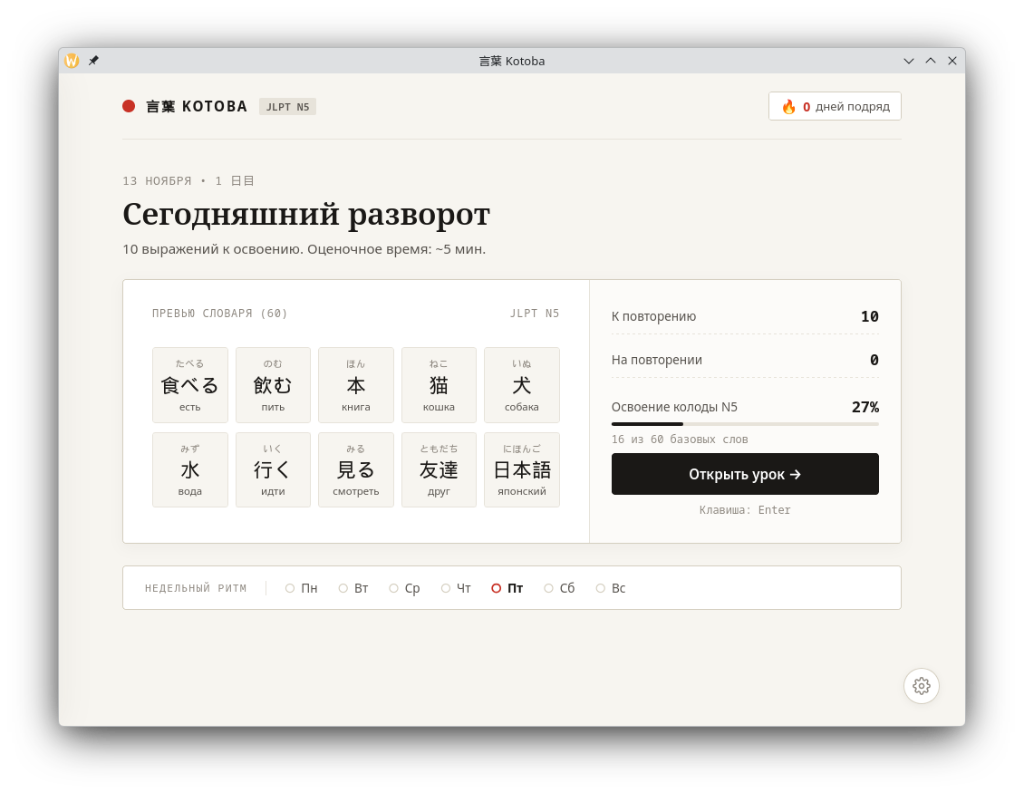 言葉 Kotoba
言葉 KOTOBA JLPT N5
🔥 0 дней подряд
13 НОЯБРЯ • 1 日目
Сегодняшний разворот
10 выражений к освоению. Оценочное время: ~5 мин.
ПРЕВЬЮ СЛОВАРЯ (60) JLPT N5
たべる のむ ほん ねこ いぬ
食べる 飲む 本 猫 犬
есть пить книга кошка собака
みず いく みる ともだち にほんご
水 行く 見る 友達 日本語
вода идти смотреть друг японский
К повторению 10
На повторении 0
Освоение колоды N5 27%
16 из 60 базовых слов
Открыть урок →
Клавиша: Enter
НЕДЕЛЬНЫЙ РИТМ Пн Вт Ср Чт Пт Сб Вс